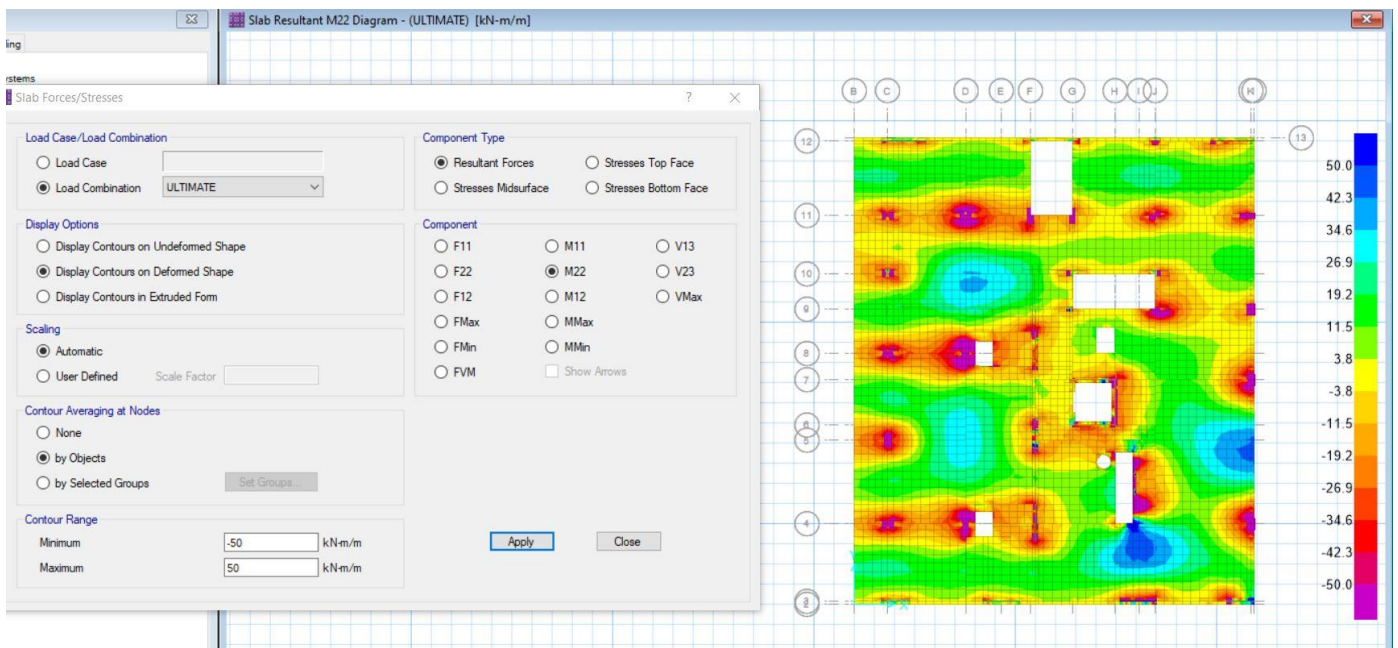 Slab Resultant M22 Diagram - (ULTIMATE) [kN-m/m]
ling
ystems
Slab Forces/Stresses
? ×
Load Case/Load Combination
Load Case
Load Combination ULTIMATE
Component Type
Resultant Forces Stresses Top Face
Stresses Midsurface Stresses Bottom Face
Display Options
Display Contours on Undeformed Shape
Display Contours on Deformed Shape
Display Contours in Extruded Form
Component
F11 M11 V13
F22 M22 V23
F12 M12 VMax
FMax MMax
FMin MMin
FVM Show Arrows
Scaling
Automatic
User Defined Scale Factor
Contour Averaging at Nodes
None
by Objects
by Selected Groups Set Groups...
Contour Range
Minimum -50 kN-m/m
Maximum 50 kN-m/m
Apply Close
B C D E F G H I J
12
13
11
10
9
8
7
6
5
4
X
50.0
42.3
34.6
26.9
19.2
11.5
3.8
-3.8
-11.5
-19.2
-26.9
-34.6
-42.3
-50.0